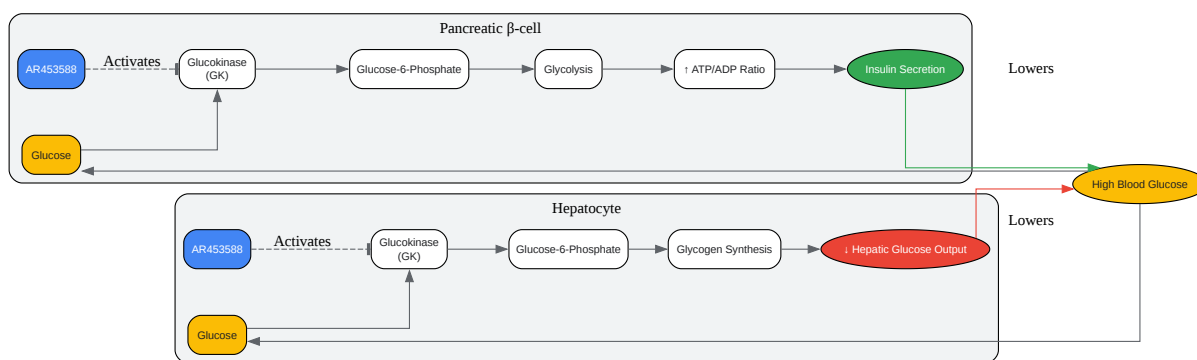 Pancreatic β-cell
AR453588
Activates
Glucokinase
(GK)
Glucose-6-Phosphate
Glycolysis
↑ ATP/ADP Ratio
Insulin Secretion
Lowers
Glucose
High Blood Glucose
Hepatocyte
Lowers
AR453588
Activates
Glucokinase
(GK)
Glucose-6-Phosphate
Glycogen Synthesis
↓ Hepatic Glucose Output
Glucose